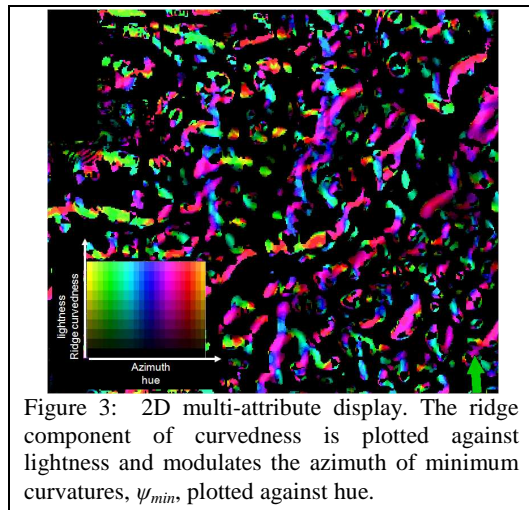 lightness
Ridge curvedness
Azimuth
hue
Figure 3: 2D multi-attribute display. The ridge
component of curvedness is plotted against
lightness and modulates the azimuth of minimum
curvatures, ψmin, plotted against hue.